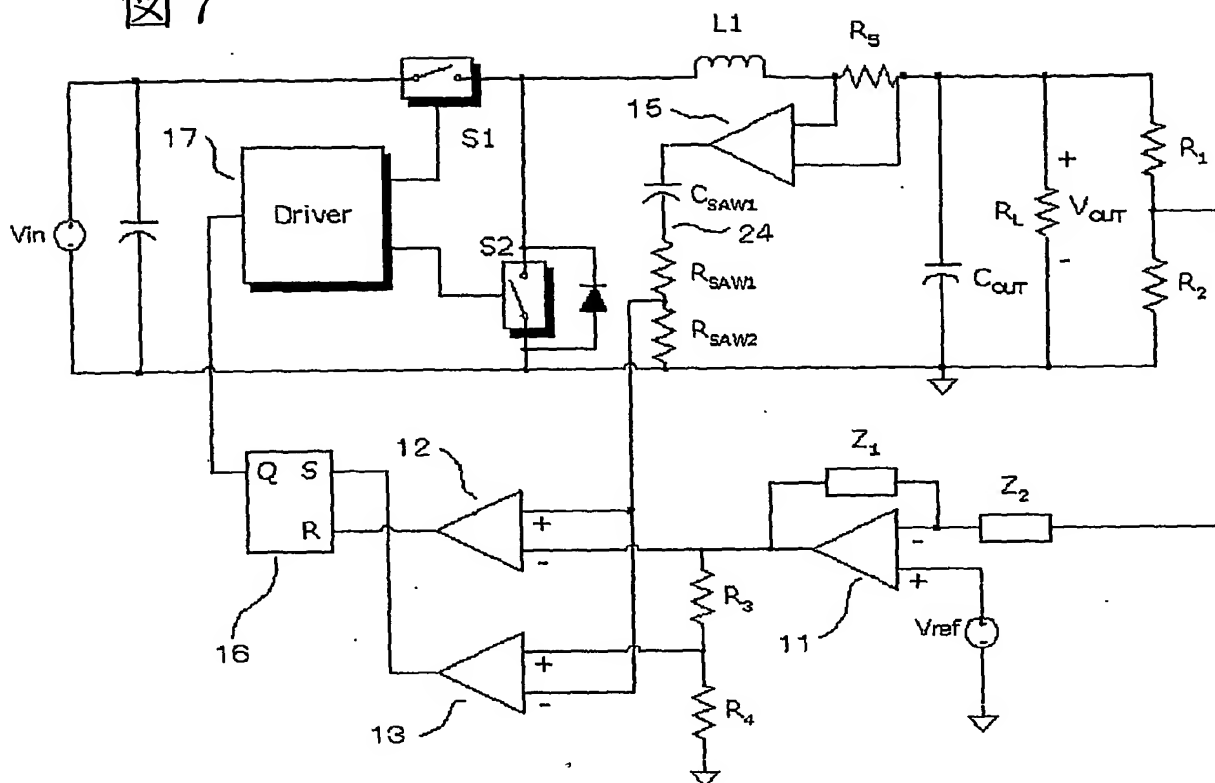 図 7
L1
R5
15
17
S1
CSAW1
R1
Driver
+
Vin
24
RL
VOUT
S2
RSAW1
-
COUT
R2
RSAW2
Z1
12
Z2
Q S
+
-
R
-
+
R3
11
Vref
16
+
-
R4
13